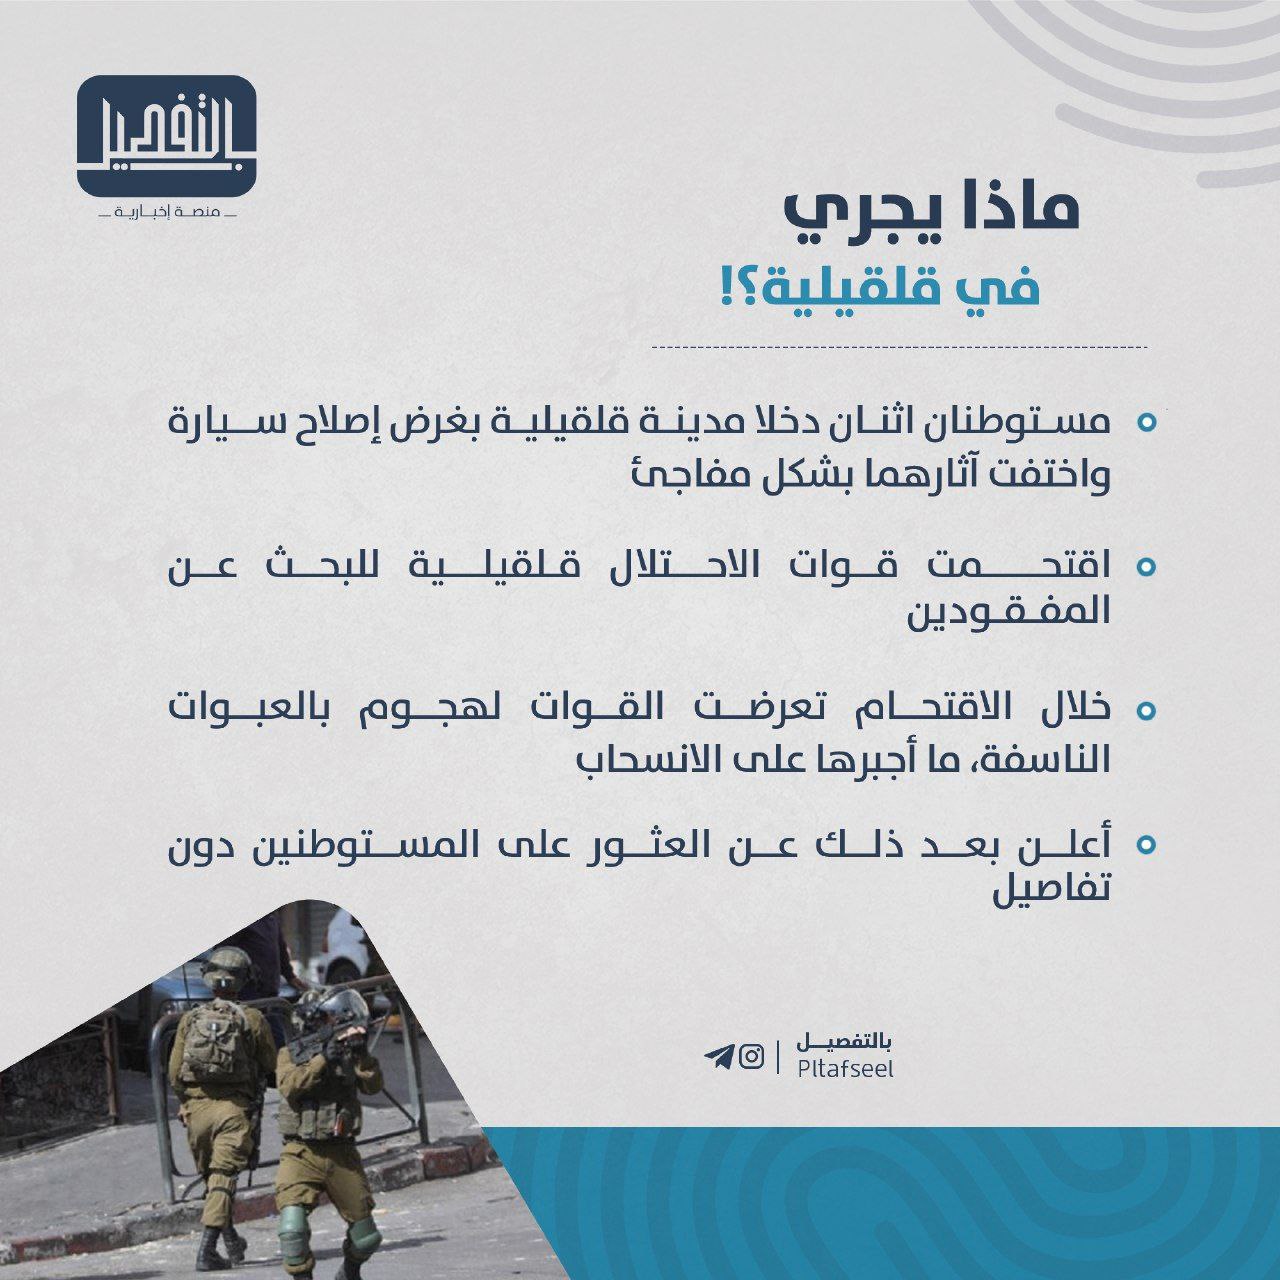 بالتفصيل
منصة إخبارية
ماذا يجري
في قلقيلية؟!
مستوطنان اثنان دخلا مدينة قلقيلية بغرض إصلاح سيارة
واختفت آثارهما بشكل مفاجئ
اقتحمت قوات الاحتلال قلقيلية للبحث عن
المفقودين
خلال الاقتحام تعرضت القوات لهجوم بالعبوات
الناسفة، ما أجبرها على الانسحاب
أعلن بعد ذلك عن العثور على المستوطنين دون
تفاصيل
بالتفصيل
Pltafseel